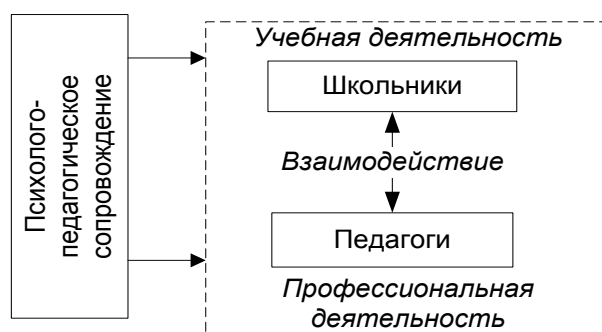 Психолого-
педагогическое
сопровождение
Учебная деятельность
Школьники
Взаимодействие
Педагоги
Профессиональная
деятельность